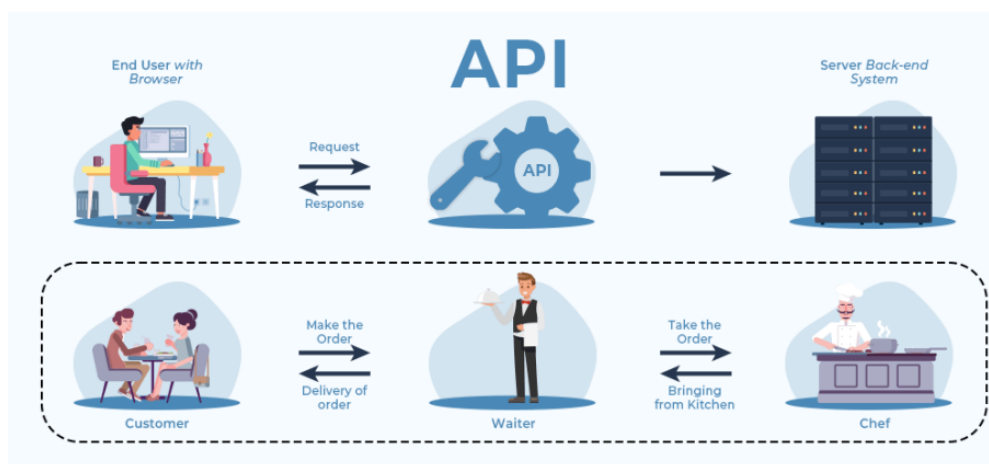 API
End User with
Browser
Server Back-end
System
Request
API
Response
Make the
Order
Take the
Order
Delivery of
order
Bringing
from Kitchen
Customer
Waiter
Chef